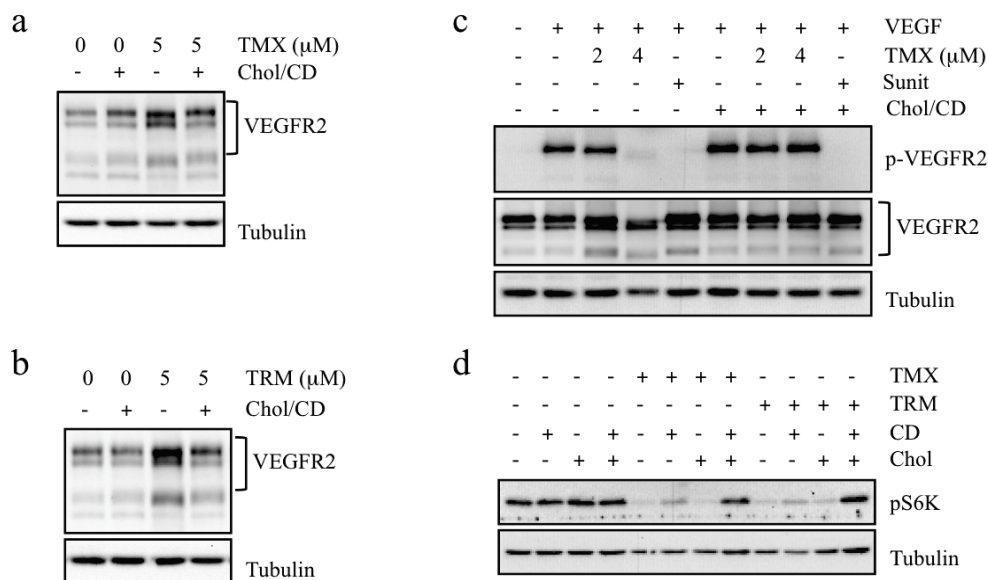 a
0 0 5 5 TMX (μM)
- + - + Chol/CD
VEGFR2
Tubulin
b
0 0 5 5 TRM (μM)
- + - + Chol/CD
VEGFR2
Tubulin
c
- + + + + + + + + VEGF
- - 2 4 - - 2 4 - TMX (μM)
- - - - + - - - + Sunit
- - - - - + + + + Chol/CD
p-VEGFR2
VEGFR2
Tubulin
d
- - - - + + + + - - - - TMX
- - - - - - - - + + + + TRM
- + - + - + - + - + - + CD
- - + + - - + + - - + + Chol
pS6K
Tubulin